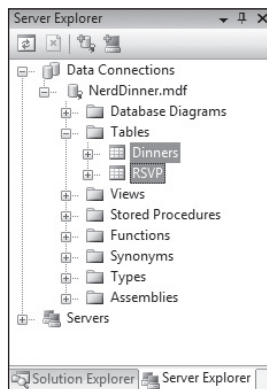 Server Explorer
Data Connections
NerdDinner.mdf
Database Diagrams
Tables
Dinners
RSVP
Views
Stored Procedures
Functions
Synonyms
Types
Assemblies
Servers
Solution Explorer Server Explorer